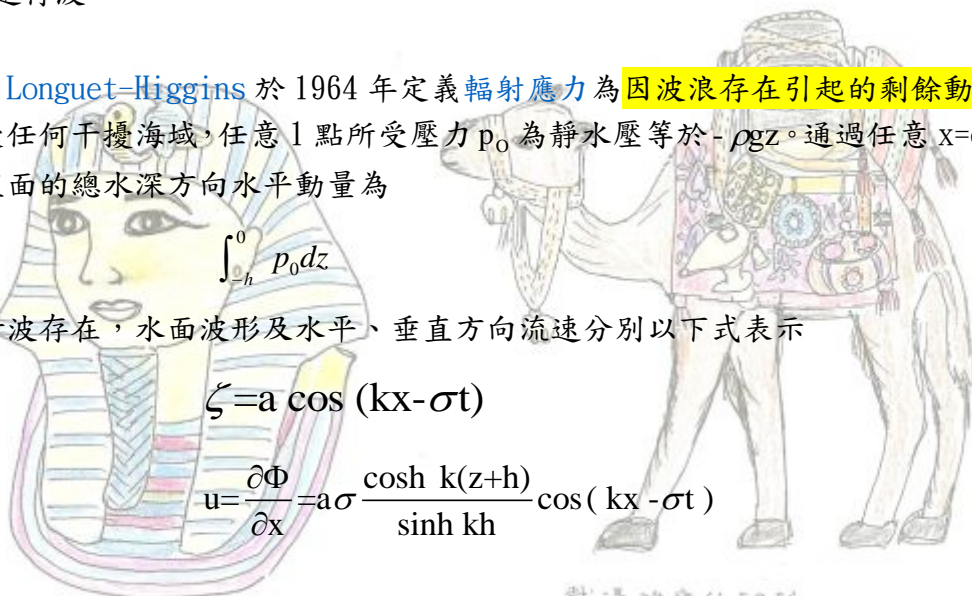 進行波
Longuet-Higgins 於 1964 年定義輻射應力為因波浪存在引起的剩餘動
任何干擾海域，任意 1 點所受壓力 p₀ 為靜水壓等於 - ρgz。通過任意 x=
面的總水深方向水平動量為
∫_{-h}^{0} p₀dz
波存在，水面波形及水平、垂直方向流速分別以下式表示
ζ=a cos (kx-σt)
u=∂Φ/∂x=aσ cosh k(z+h)/sinh kh cos( kx -σt )